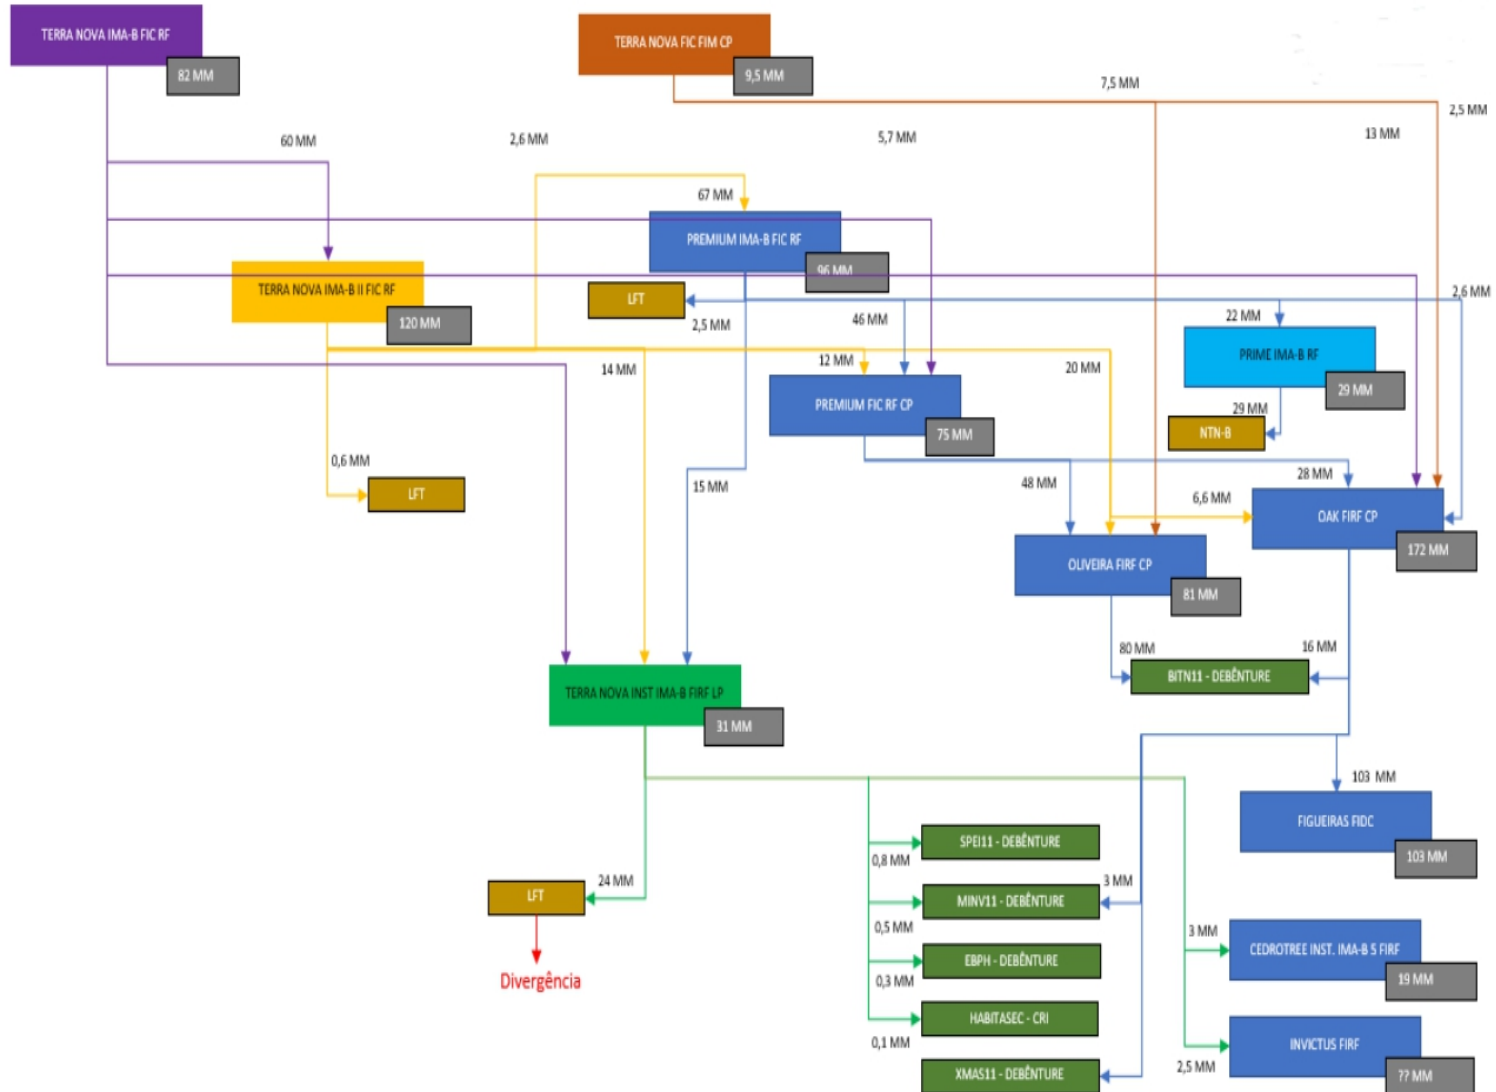 TERRA NOVA IMA-B FIC RF
82 MM
TERRA NOVA FIC FIM CP
9,5 MM
7,5 MM
2,5 MM
60 MM
2,6 MM
5,7 MM
13 MM
67 MM
PREMIUM IMA-B FIC RF
96 MM
TERRA NOVA IMA-B II FIC RF
120 MM
LFT
2,5 MM
46 MM
22 MM
2,6 MM
PRIME IMA-B RF
29 MM
14 MM
12 MM
20 MM
PREMIUM FIC RF CP
75 MM
29 MM
NTN-B
0,6 MM
LFT
15 MM
48 MM
28 MM
6,6 MM
OAK FIRF CP
172 MM
OLIVEIRA FIRF CP
81 MM
80 MM
16 MM
BITN11 - DEBÊNTURE
TERRA NOVA INST IMA-B FIRF LP
31 MM
103 MM
FIGUEIRAS FIDC
103 MM
SPEI11 - DEBÊNTURE
0,8 MM
24 MM
LFT
3 MM
MINV11 - DEBÊNTURE
0,5 MM
3 MM
CEDROTREE INST. IMA-B 5 FIRF
19 MM
EBPH - DEBÊNTURE
0,3 MM
Divergência
HABITASEC - CRI
0,1 MM
INVICTUS FIRF
2,5 MM
?? MM
XMAS11 - DEBÊNTURE